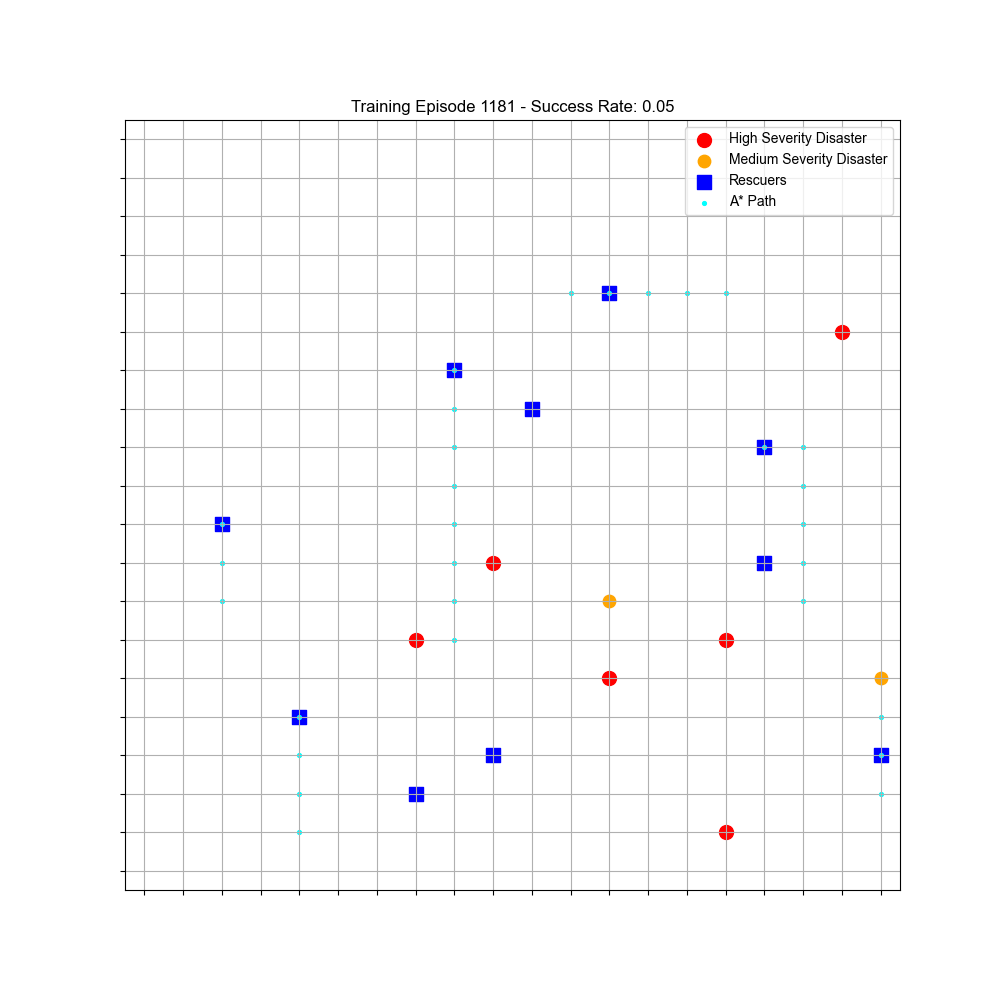 Training Episode 1181 - Success Rate: 0.05
High Severity Disaster
Medium Severity Disaster
Rescuers
A* Path